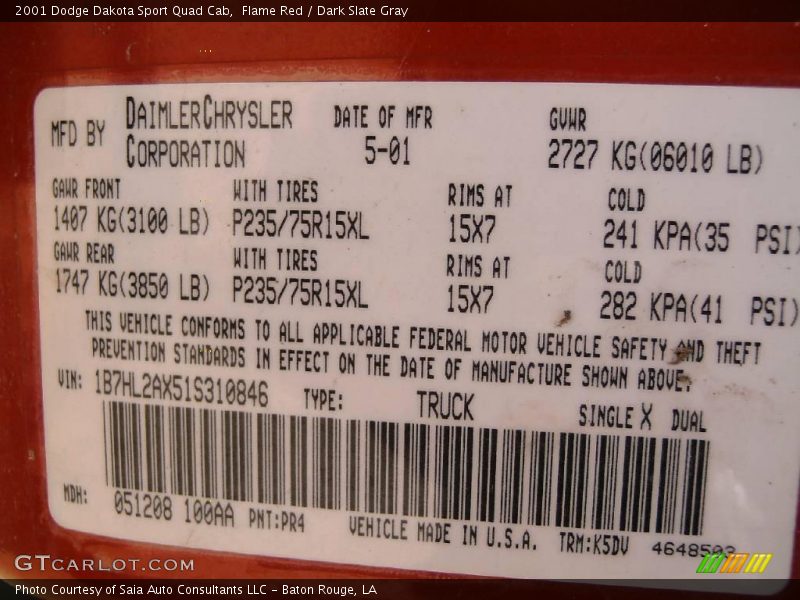 2001 Dodge Dakota Sport Quad Cab,  Flame Red / Dark Slate Gray
MFD BY DAIMLERCHRYSLER CORPORATION DATE OF MFR 5-01 GVWR 2727 KG(06010 LB)
GAWR FRONT WITH TIRES RIMS AT COLD
1407 KG(3100 LB) P235/75R15XL 15X7 241 KPA(35 PSI)
GAWR REAR WITH TIRES RIMS AT COLD
1747 KG(3850 LB) P235/75R15XL 15X7 282 KPA(41 PSI)
THIS VEHICLE CONFORMS TO ALL APPLICABLE FEDERAL MOTOR VEHICLE SAFETY AND THEFT
PREVENTION STANDARDS IN EFFECT ON THE DATE OF MANUFACTURE SHOWN ABOVE.
VIN: 1B7HL2AX51S310846 TYPE: TRUCK SINGLE X DUAL
MDH: 051208 100AA PNT:PR4 VEHICLE MADE IN U.S.A. TRM:K5DV 4648503
GTCARLOT.COM
Photo Courtesy of Saia Auto Consultants LLC - Baton Rouge, LA